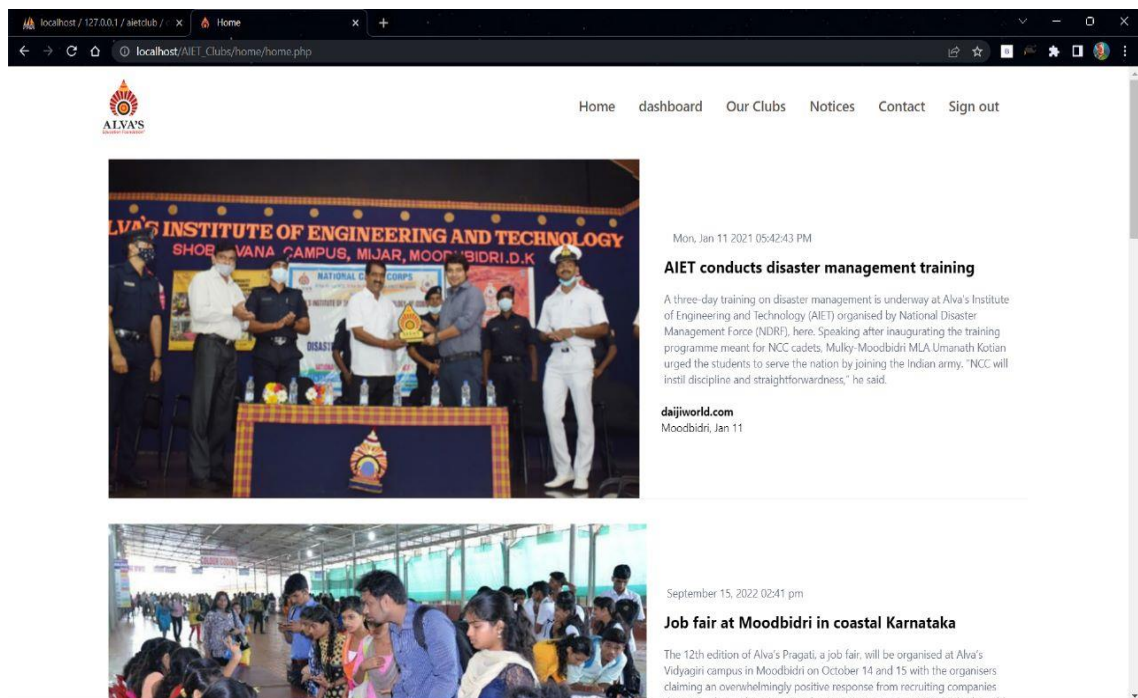 localhost / 127.0.0.1 / aietclub /
Home
localhost/AIET_Clubs/home/home.php
ALVA'S
Home dashboard Our Clubs Notices Contact Sign out
ALVA'S INSTITUTE OF ENGINEERING AND TECHNOLOGY
CAMPUS, MIJAR,
NATIONAL
CORPS
Mon, Jan 11 2021 05:42:43 PM
AIET conducts disaster management training
A three-day training on disaster management is underway at Alva's Institute
of Engineering and Technology (AIET) organised by National Disaster
Management Force (NDRF), here. Speaking after inaugurating the training
programme meant for NCC cadets, Mulky-Moodbidri MLA Umanath Kotian
urged the students to serve the nation by joining the Indian army. "NCC will
instil discipline and straightforwardness," he said.
daijiworld.com
Moodbidri, Jan 11
September 15, 2022 02:41 pm
Job fair at Moodbidri in coastal Karnataka
The 12th edition of Alva's Pragati, a job fair, will be organised at Alva's
Vidyagiri campus in Moodbidri on October 14 and 15 with the organisers
claiming an overwhelmingly positive response from recruiting companies